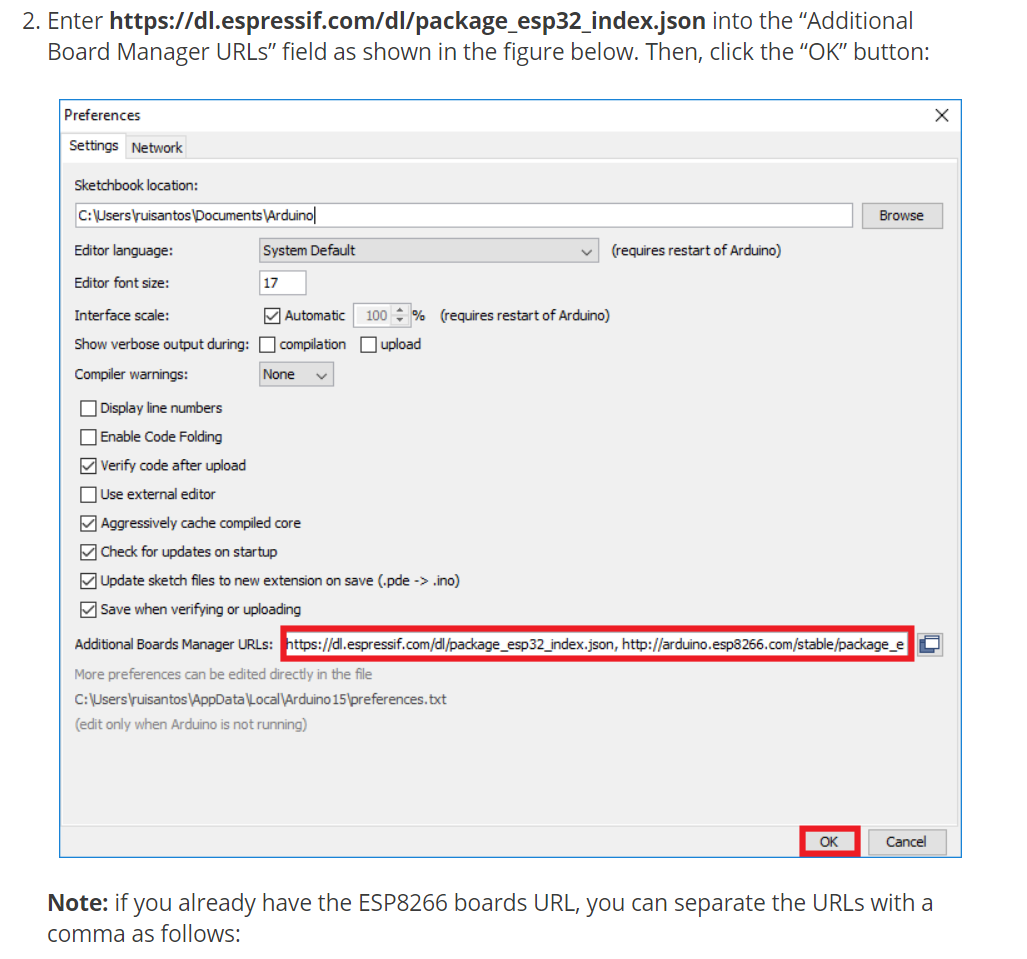 2. Enter https://dl.espressif.com/dl/package_esp32_index.json into the “Additional
Board Manager URLs” field as shown in the figure below. Then, click the “OK” button:
Preferences
Settings Network
Sketchbook location:
C:\Users\ruisantos\Documents\Arduino Browse
Editor language: System Default (requires restart of Arduino)
Editor font size: 17
Interface scale: Automatic 100 % (requires restart of Arduino)
Show verbose output during: compilation upload
Compiler warnings: None
Display line numbers
Enable Code Folding
Verify code after upload
Use external editor
Aggressively cache compiled core
Check for updates on startup
Update sketch files to new extension on save (.pde -> .ino)
Save when verifying or uploading
Additional Boards Manager URLs: https://dl.espressif.com/dl/package_esp32_index.json, http://arduino.esp8266.com/stable/package_e
More preferences can be edited directly in the file
C:\Users\ruisantos\AppData\Local\Arduino15\preferences.txt
(edit only when Arduino is not running)
OK Cancel
Note: if you already have the ESP8266 boards URL, you can separate the URLs with a
comma as follows: